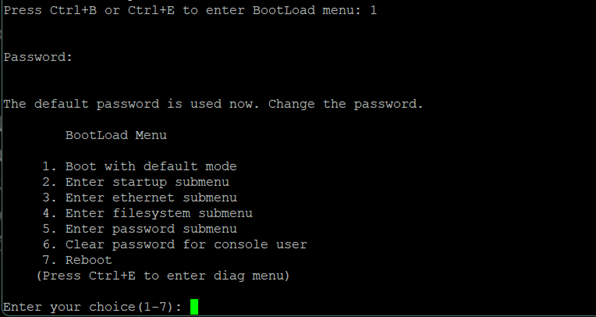 Press Ctrl+B or Ctrl+E to enter BootLoad menu: 1
Password:
The default password is used now. Change the password.
BootLoad Menu
1. Boot with default mode
2. Enter startup submenu
3. Enter ethernet submenu
4. Enter filesystem submenu
5. Enter password submenu
6. Clear password for console user
7. Reboot
(Press Ctrl+E to enter diag menu)
Enter your choice(1-7):